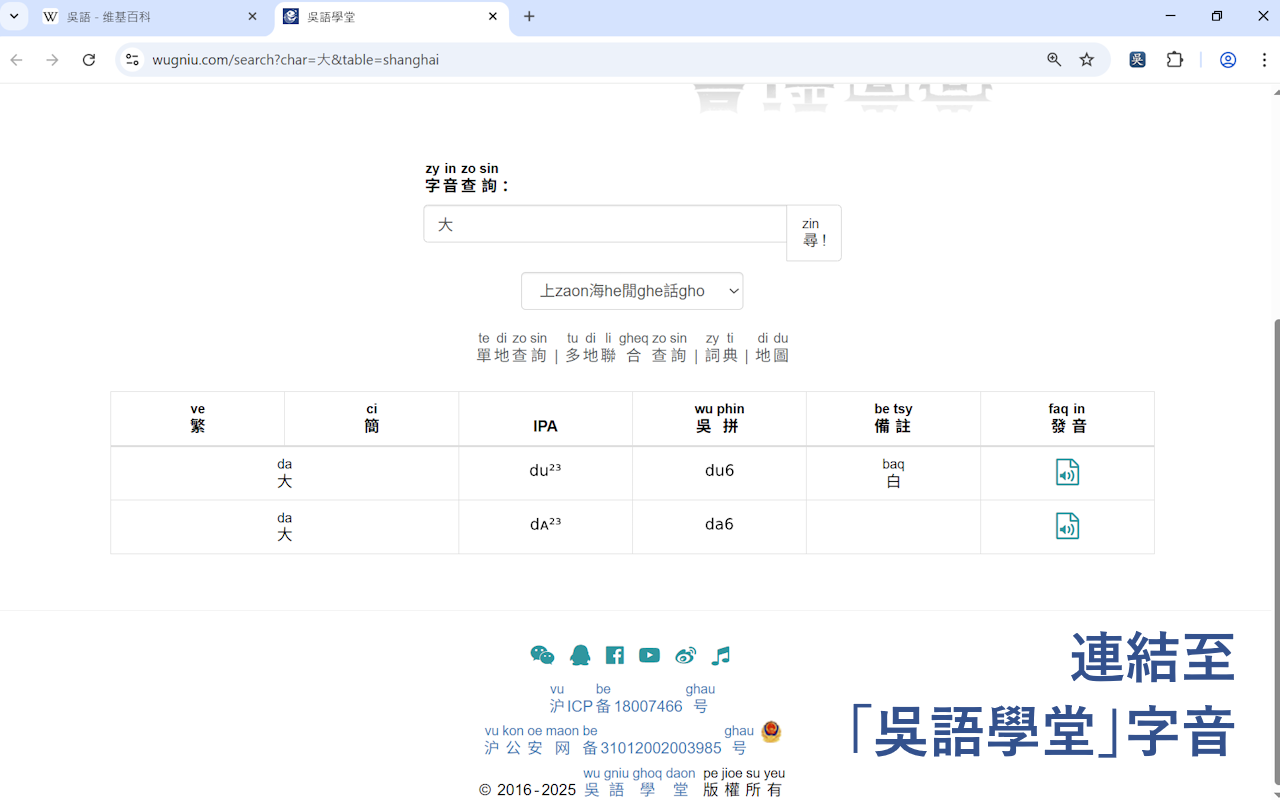 吳語 - 维基百科
吳語學堂
wugniu.com/search?char=大&table=shanghai
吳
zy in zo sin
字音查詢：
大
zin
尋！
上zaon海he閒ghe話gho
te di zo sin tu di li gheq zo sin zy ti di du
單地查詢 | 多地聯合查詢 | 詞典 | 地圖
ve ci wu phin be tsy faq in
繁 簡 IPA 吳拼 備註 發音
da baq
大 du²³ du6 白
da
大 dᴀ²³ da6
vu be ghau
沪ICP备18007466号
vu kon oe maon be ghau
沪公安网备31012002003985号
wu gniu ghoq daon pe jioe su yeu
© 2016-2025 吳語學堂 版權所有
連結至
「吳語學堂」字音